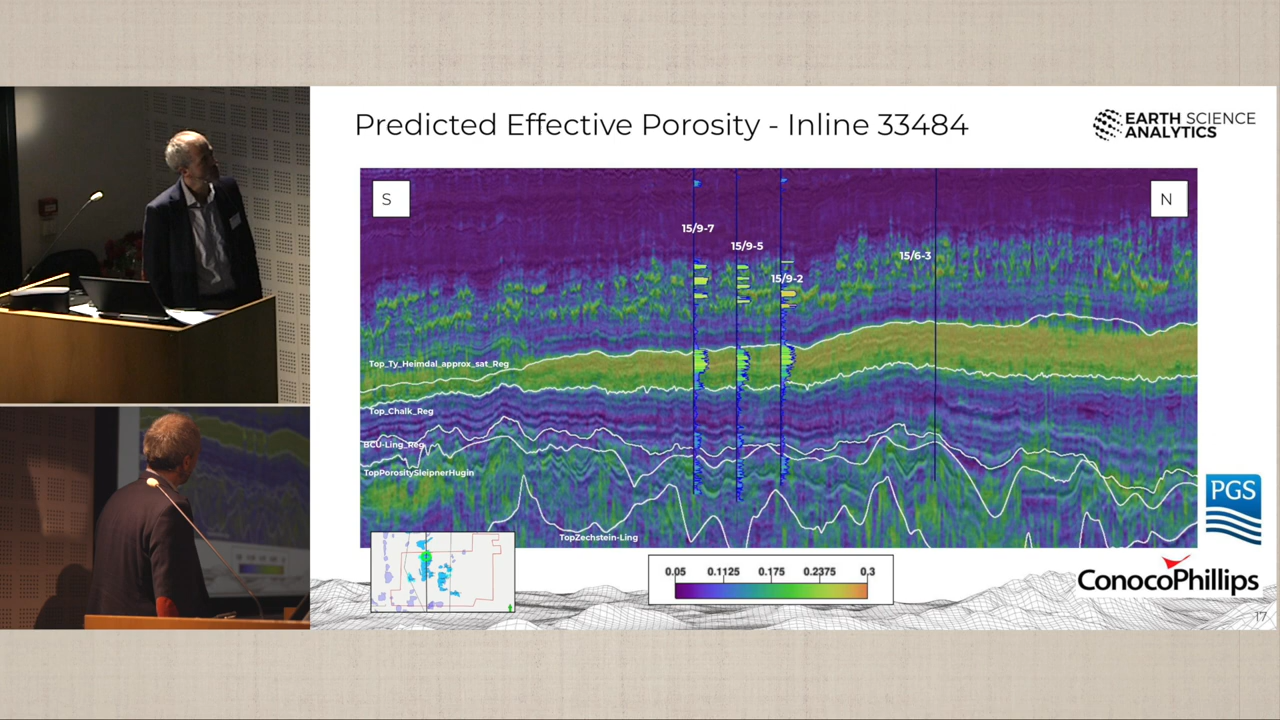 Predicted Effective Porosity - Inline 33484
EARTH SCIENCE
ANALYTICS
S
N
15/9-7
15/9-5
15/9-2
15/6-3
Top_Ty_Heimdal_approx_sat_Reg
Top_Chalk_Reg
BCU-Ling_Reg
TopPorositySleipnerHugin
TopZechstein-Ling
PGS
0.05 0.1125 0.175 0.2375 0.3
ConocoPhillips
17